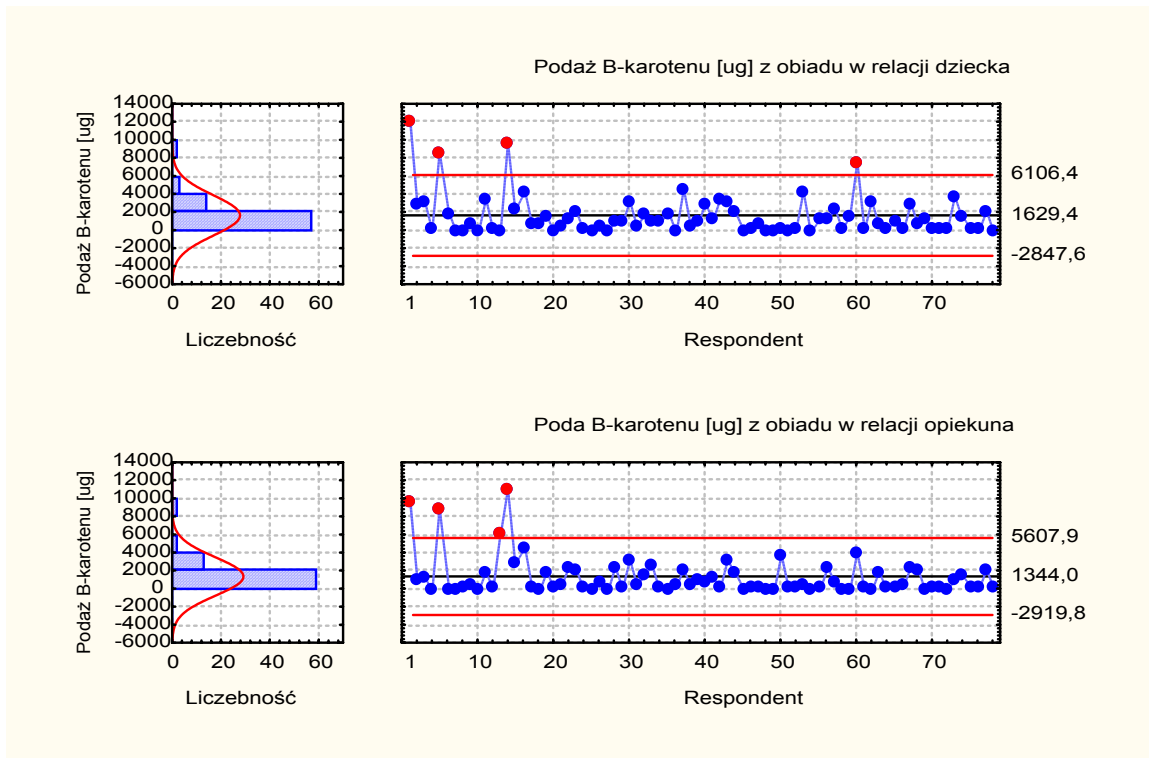 Podaż B-karotenu [ug] z obiadu w relacji dziecka
Podaż B-karotenu [ug]
14000
12000
10000
8000
6000
4000
2000
0
-2000
-4000
-6000
0 20 40 60
Liczebność
1 10 20 30 40 50 60 70
Respondent
6106,4
1629,4
-2847,6
Poda B-karotenu [ug] z obiadu w relacji opiekuna
Podaż B-karotenu [ug]
14000
12000
10000
8000
6000
4000
2000
0
-2000
-4000
-6000
0 20 40 60
Liczebność
1 10 20 30 40 50 60 70
Respondent
5607,9
1344,0
-2919,8